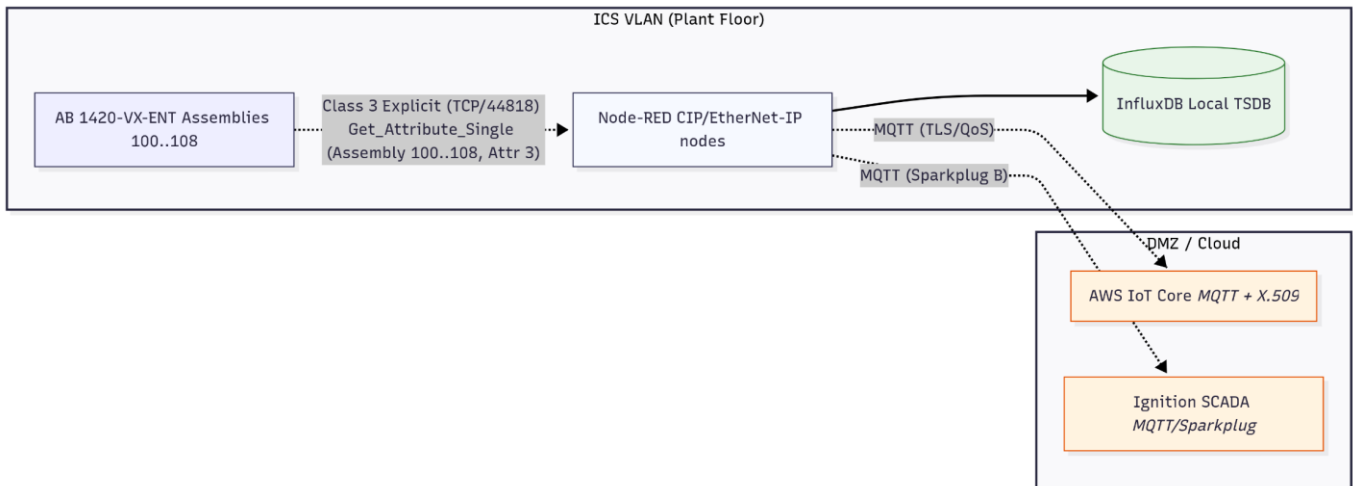 ICS VLAN (Plant Floor)
AB 1420-VX-ENT Assemblies
100..108
Class 3 Explicit (TCP/44818)
Get_Attribute_Single
(Assembly 100..108, Attr 3)
Node-RED CIP/EtherNet-IP
nodes
MQTT (TLS/QoS)
MQTT (Sparkplug B)
InfluxDB Local TSDB
DMZ / Cloud
AWS IoT Core MQTT + X.509
Ignition SCADA
MQTT/Sparkplug